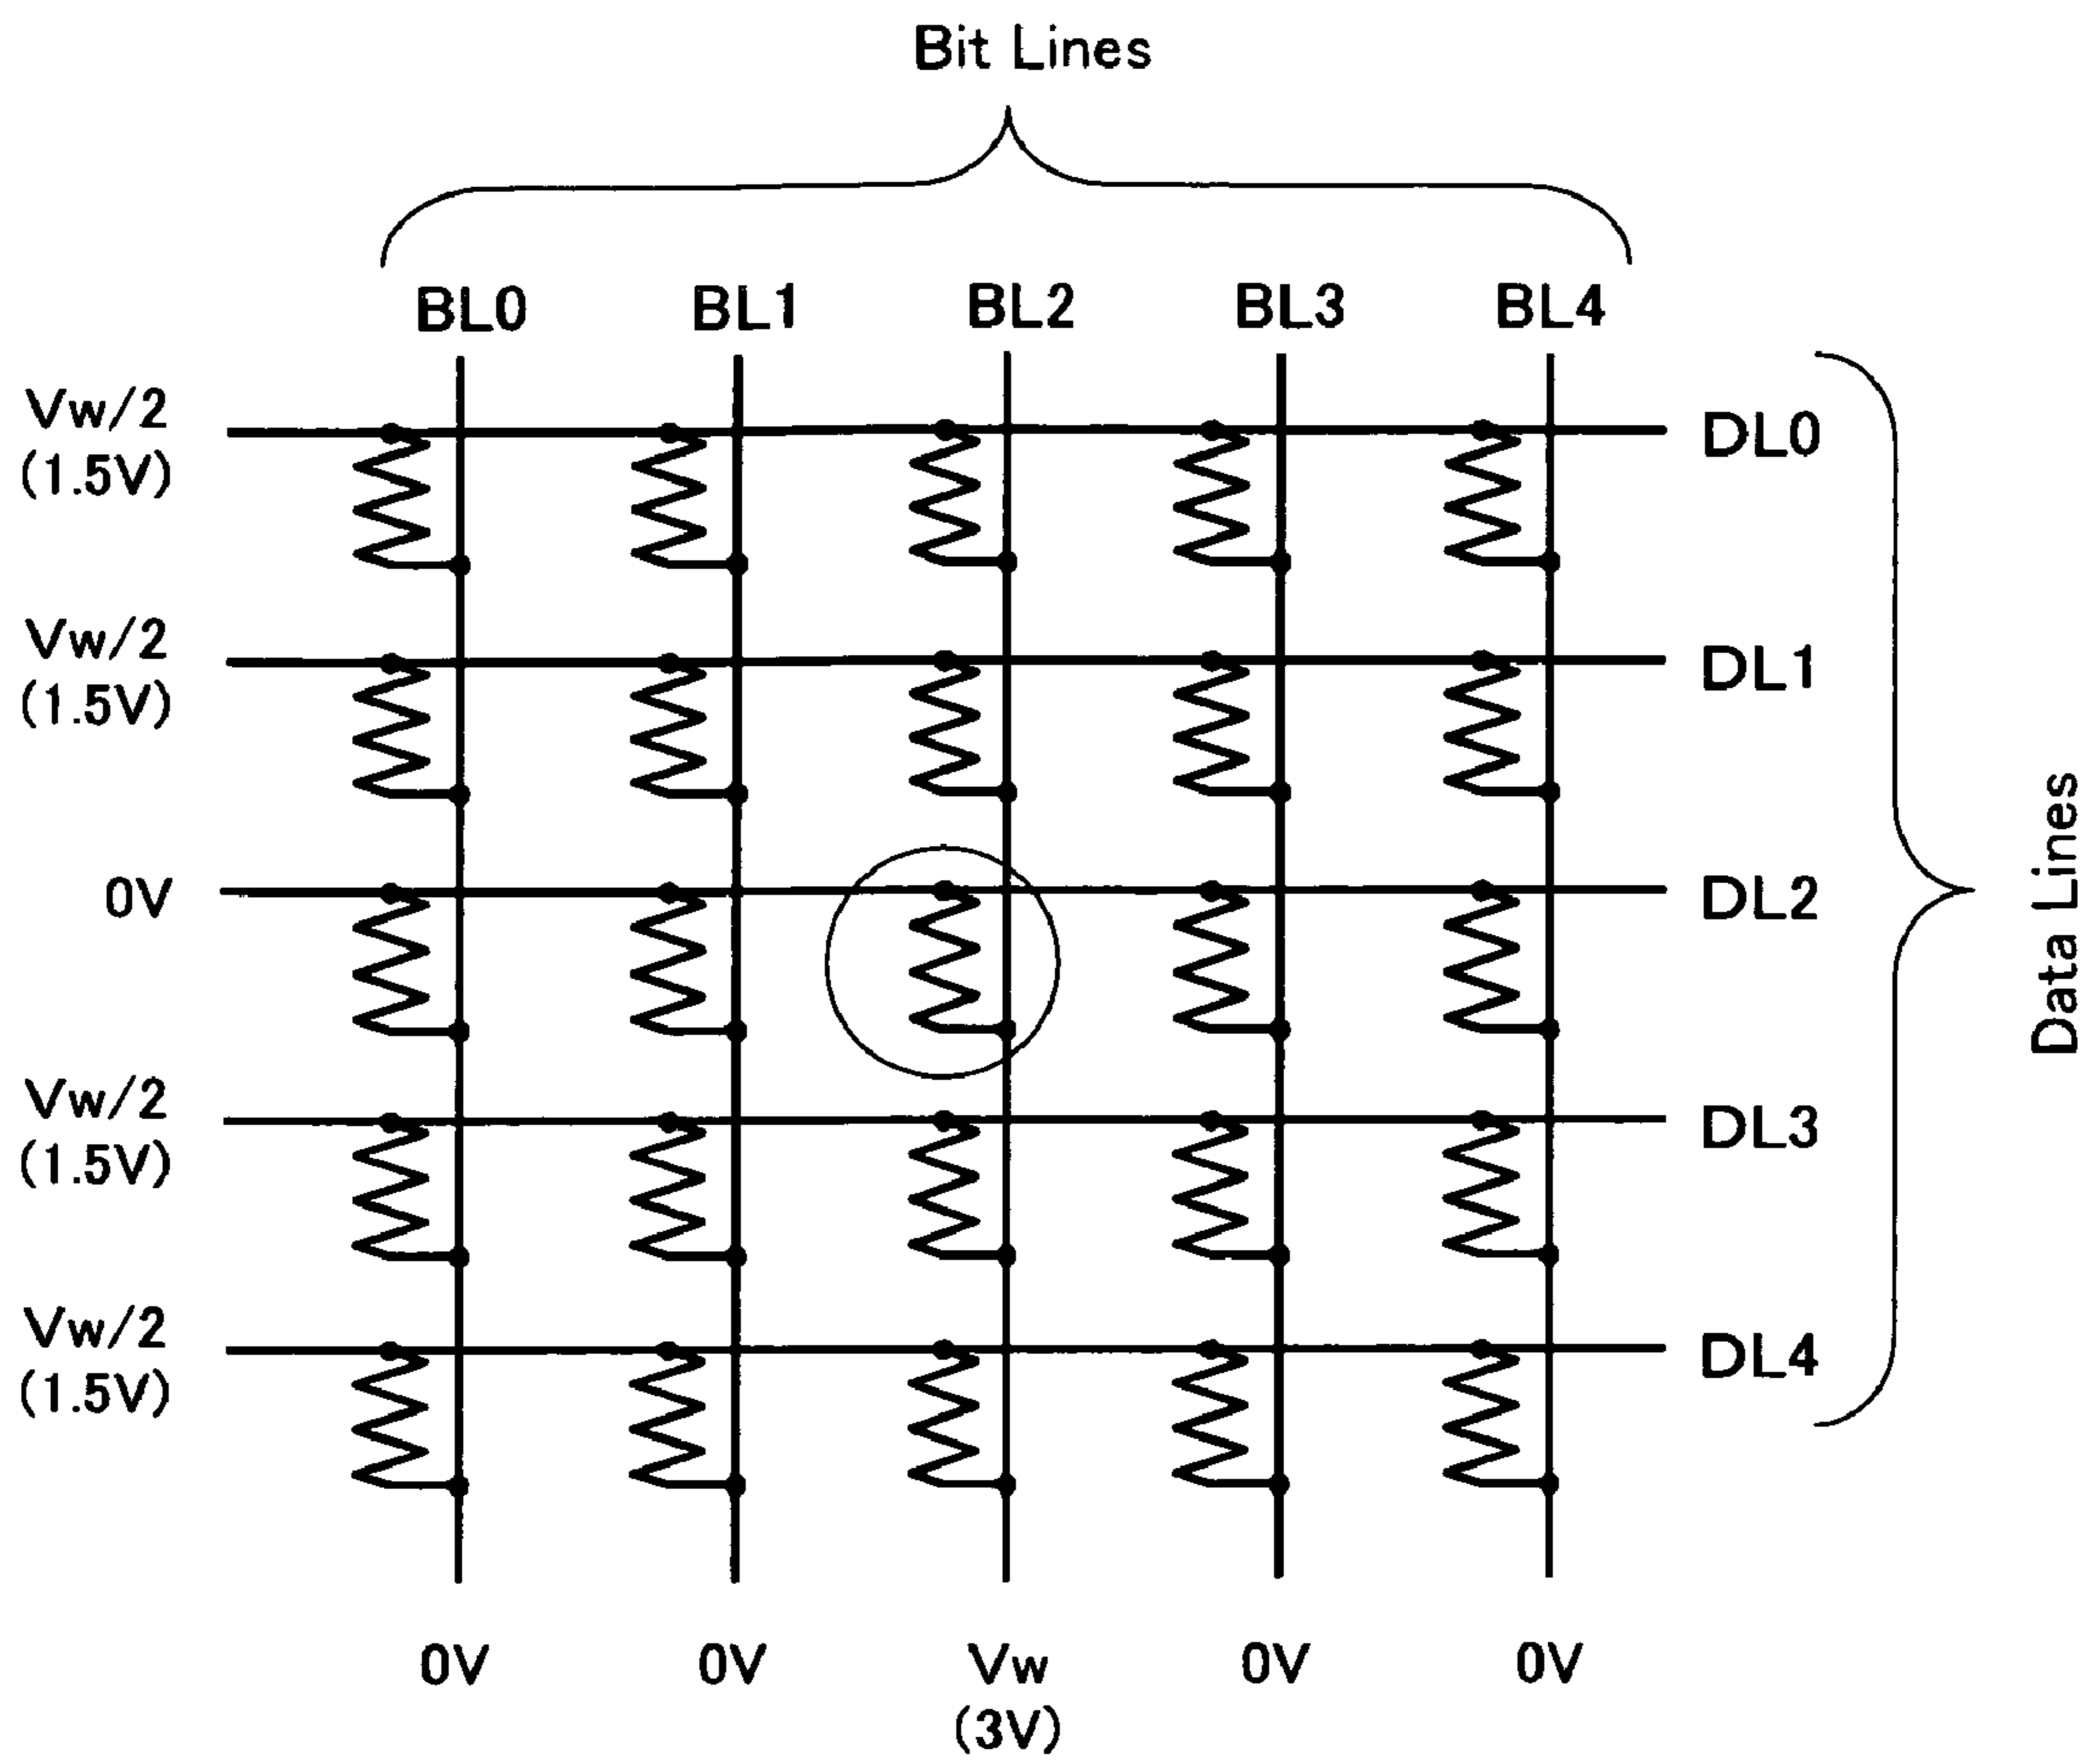 Bit Lines
BL0 BL1 BL2 BL3 BL4
Vw/2
(1.5V)
DL0
Vw/2
(1.5V)
DL1
0V
DL2
Vw/2
(1.5V)
DL3
Vw/2
(1.5V)
DL4
Data Lines
0V 0V Vw 0V 0V
(3V)